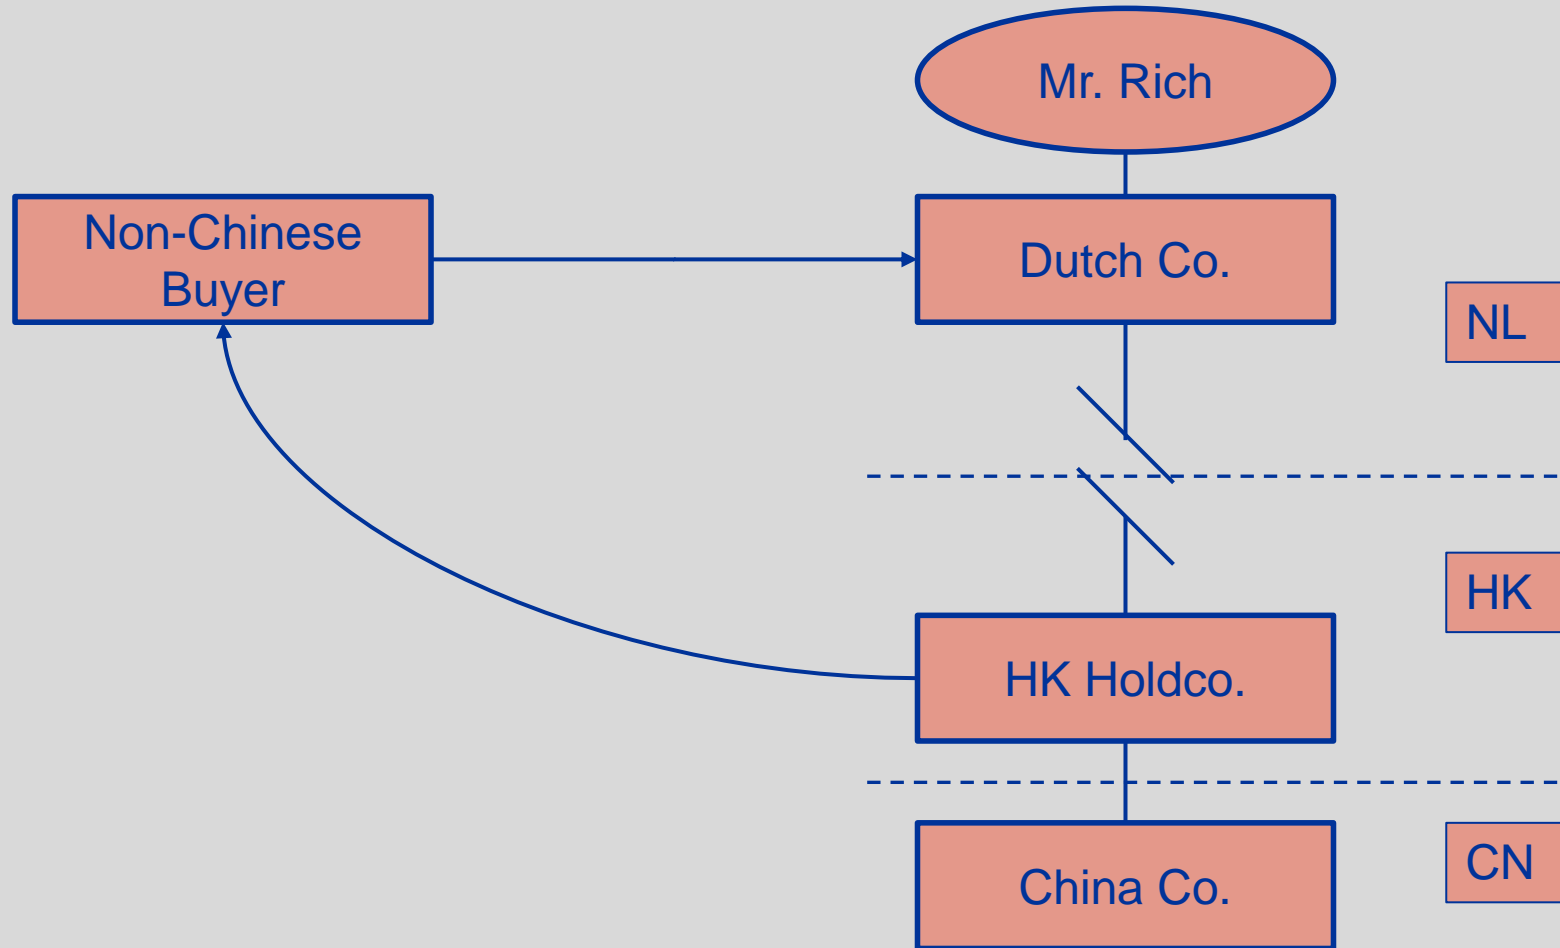 Mr. Rich
Non-Chinese
Buyer
Dutch Co.
NL
HK
HK Holdco.
CN
China Co.